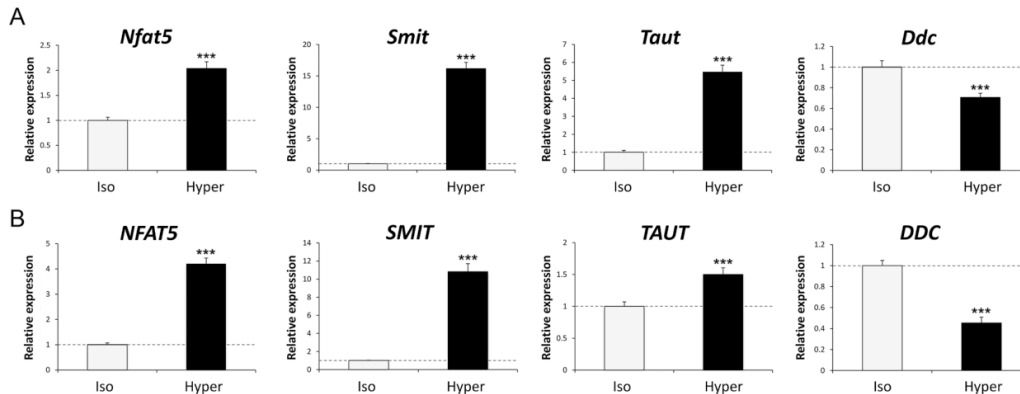 A
Nfat5
Relative expression
2.5
2
1.5
1
0.5
0
***
Iso
Hyper
Smit
Relative expression
20
15
10
5
0
***
Iso
Hyper
Taut
Relative expression
7
6
5
4
3
2
1
0
***
Iso
Hyper
Ddc
Relative expression
1.2
1
0.8
0.6
0.4
0.2
0
***
Iso
Hyper
B
NFAT5
Relative expression
5
4
3
2
1
0
***
Iso
Hyper
SMIT
Relative expression
14
12
10
8
6
4
2
0
***
Iso
Hyper
TAUT
Relative expression
2
1.5
1
0.5
0
***
Iso
Hyper
DDC
Relative expression
1.2
1
0.8
0.6
0.4
0.2
0
***
Iso
Hyper